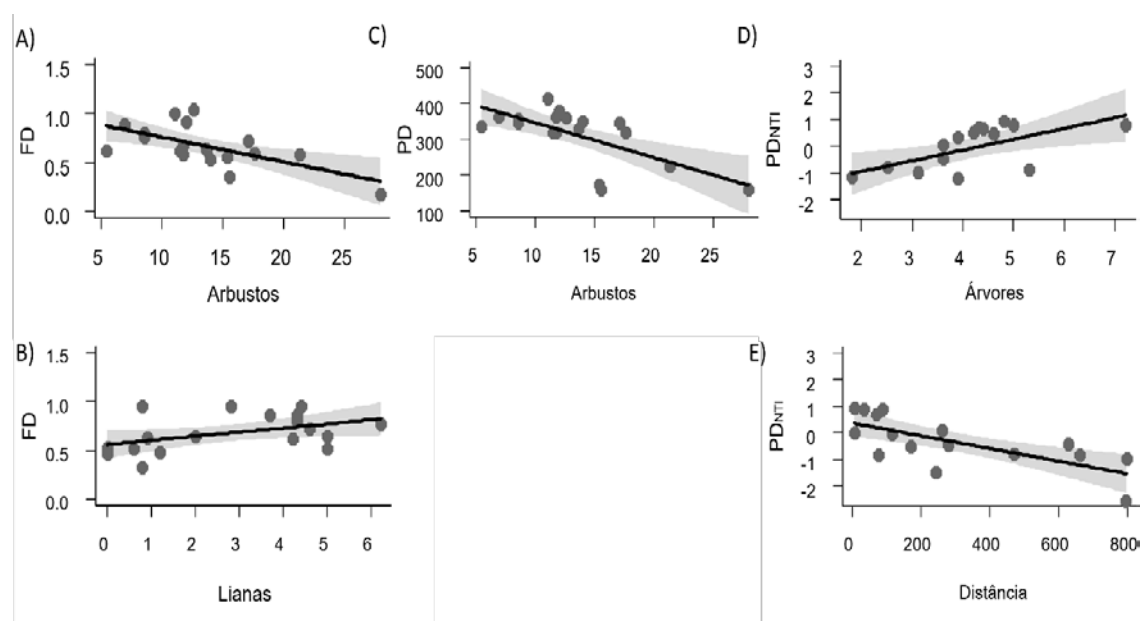 A)
FD
1.5
1.0
0.5
0.0
5 10 15 20 25
Arbustos
C)
PD
500
400
300
200
100
5 10 15 20 25
Arbustos
D)
PDNTI
3
2
1
0
-1
-2
2 3 4 5 6 7
Árvores
B)
FD
1.5
1.0
0.5
0.0
0 1 2 3 4 5 6
Lianas
E)
PDNTI
3
2
1
0
-1
-2
0 200 400 600 800
Distância